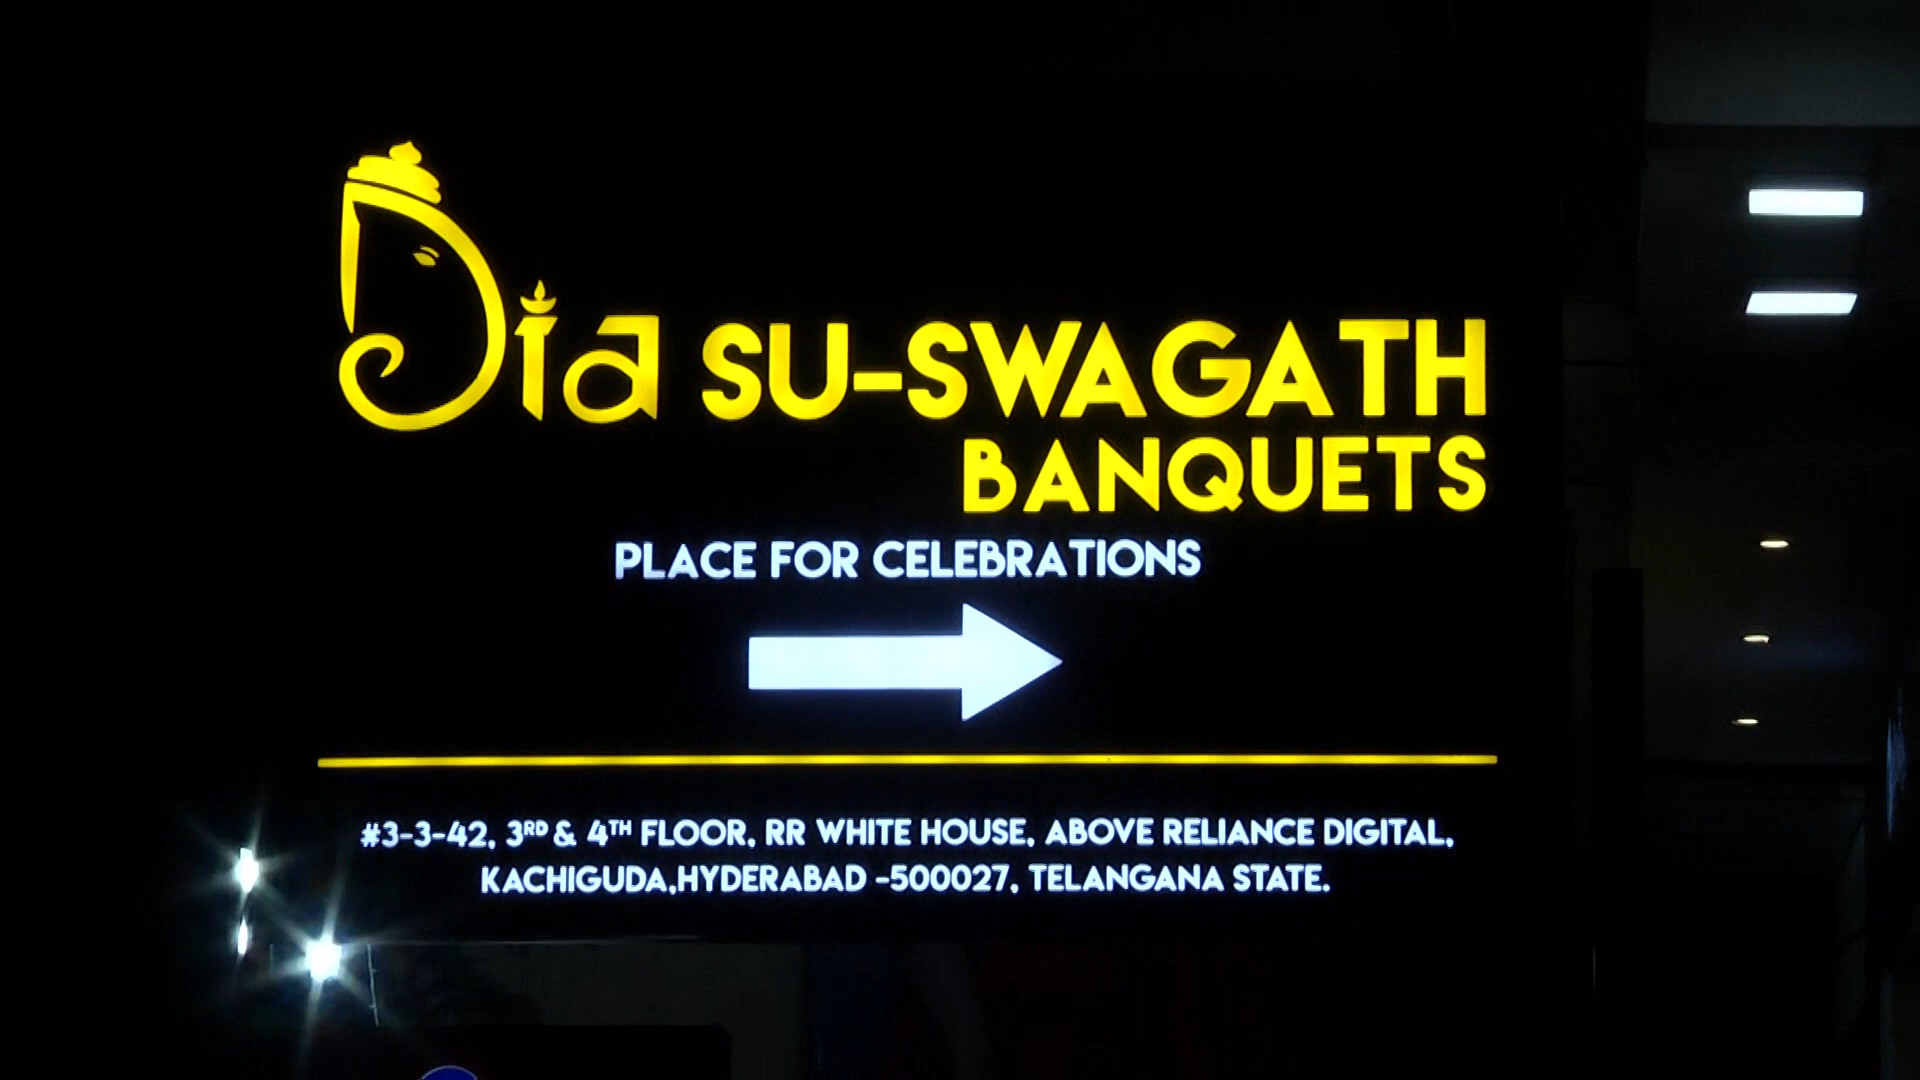 Dia SU-SWAGATH
BANQUETS
PLACE FOR CELEBRATIONS
#3-3-42, 3RD & 4TH FLOOR, RR WHITE HOUSE, ABOVE RELIANCE DIGITAL,
KACHIGUDA,HYDERABAD -500027, TELANGANA STATE.